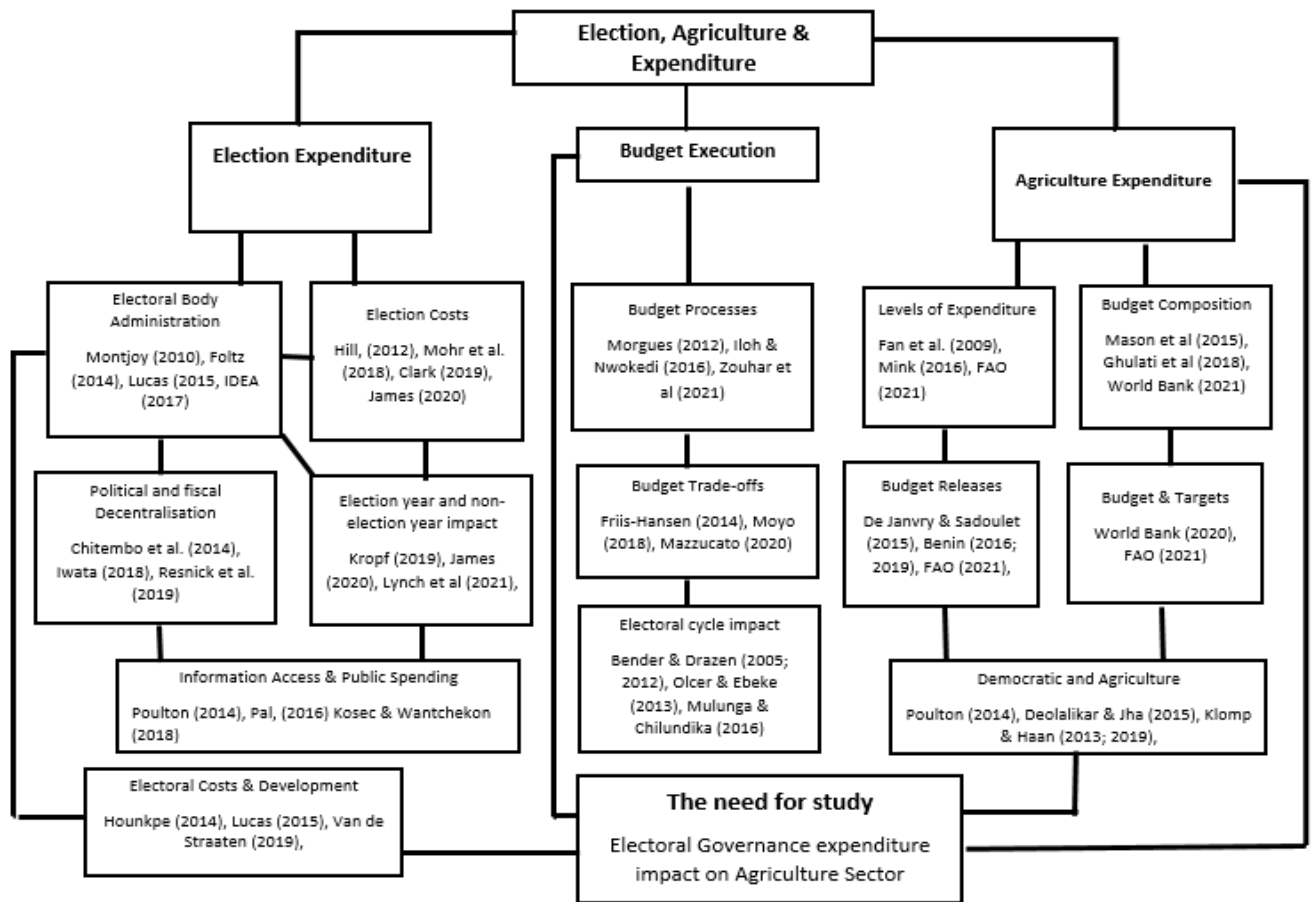 Election, Agriculture &
Expenditure
Election Expenditure
Budget Execution
Agriculture Expenditure
Electoral Body
Administration
Montjoy (2010), Foltz
(2014), Lucas (2015, IDEA
(2017)
Election Costs
Hill, (2012), Mohr et al.
(2018), Clark (2019),
James (2020)
Budget Processes
Morgues (2012), Iloh &
Nwokedi (2016), Zouhar et
al (2021)
Levels of Expenditure
Fan et al. (2009),
Mink (2016), FAO
(2021)
Budget Composition
Mason et al (2015),
Ghulati et al (2018),
World Bank (2021)
Political and fiscal
Decentralisation
Chitembo et al. (2014),
Iwata (2018), Resnick et al.
(2019)
Election year and non-
election year impact
Kropf (2019), James
(2020), Lynch et al (2021),
Budget Trade-offs
Friis-Hansen (2014), Moyo
(2018), Mazzucato (2020)
Budget Releases
De Janvry & Sadoulet
(2015), Benin (2016;
2019), FAO (2021),
Budget & Targets
World Bank (2020),
FAO (2021)
Electoral cycle impact
Bender & Drazen (2005;
2012), Olcer & Ebeke
(2013), Mulunga &
Chilundika (2016)
Information Access & Public Spending
Poulton (2014), Pal, (2016) Kosec & Wantchekon
(2018)
Democratic and Agriculture
Poulton (2014), Deolalikar & Jha (2015), Klomp
& Haan (2013; 2019),
Electoral Costs & Development
Hounkpe (2014), Lucas (2015), Van de
Straaten (2019),
The need for study
Electoral Governance expenditure
impact on Agriculture Sector